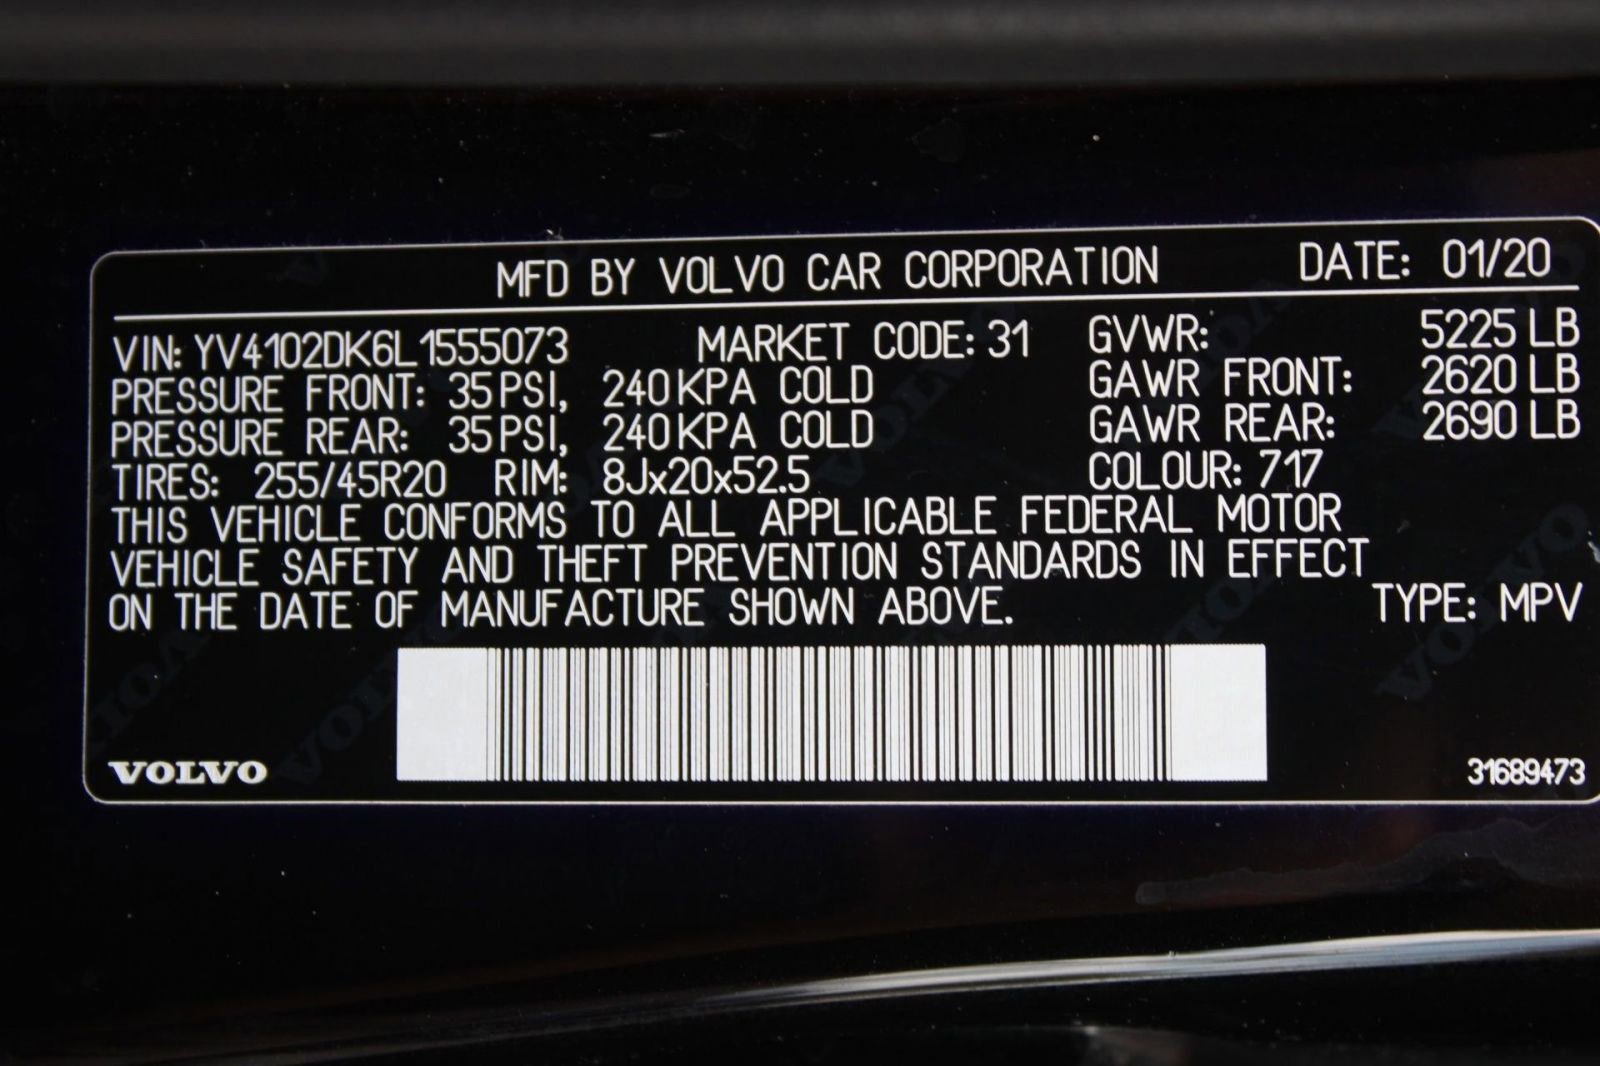 MFD BY VOLVO CAR CORPORATION DATE: 01/20
VIN: YV4102DK6L1555073 MARKET CODE: 31 GVWR: 5225 LB
PRESSURE FRONT: 35 PSI, 240 KPA COLD GAWR FRONT: 2620 LB
PRESSURE REAR: 35 PSI, 240 KPA COLD GAWR REAR: 2690 LB
TIRES: 255/45R20 RIM: 8Jx20x52.5 COLOUR: 717
THIS VEHICLE CONFORMS TO ALL APPLICABLE FEDERAL MOTOR
VEHICLE SAFETY AND THEFT PREVENTION STANDARDS IN EFFECT
ON THE DATE OF MANUFACTURE SHOWN ABOVE. TYPE: MPV
VOLVO 31689473